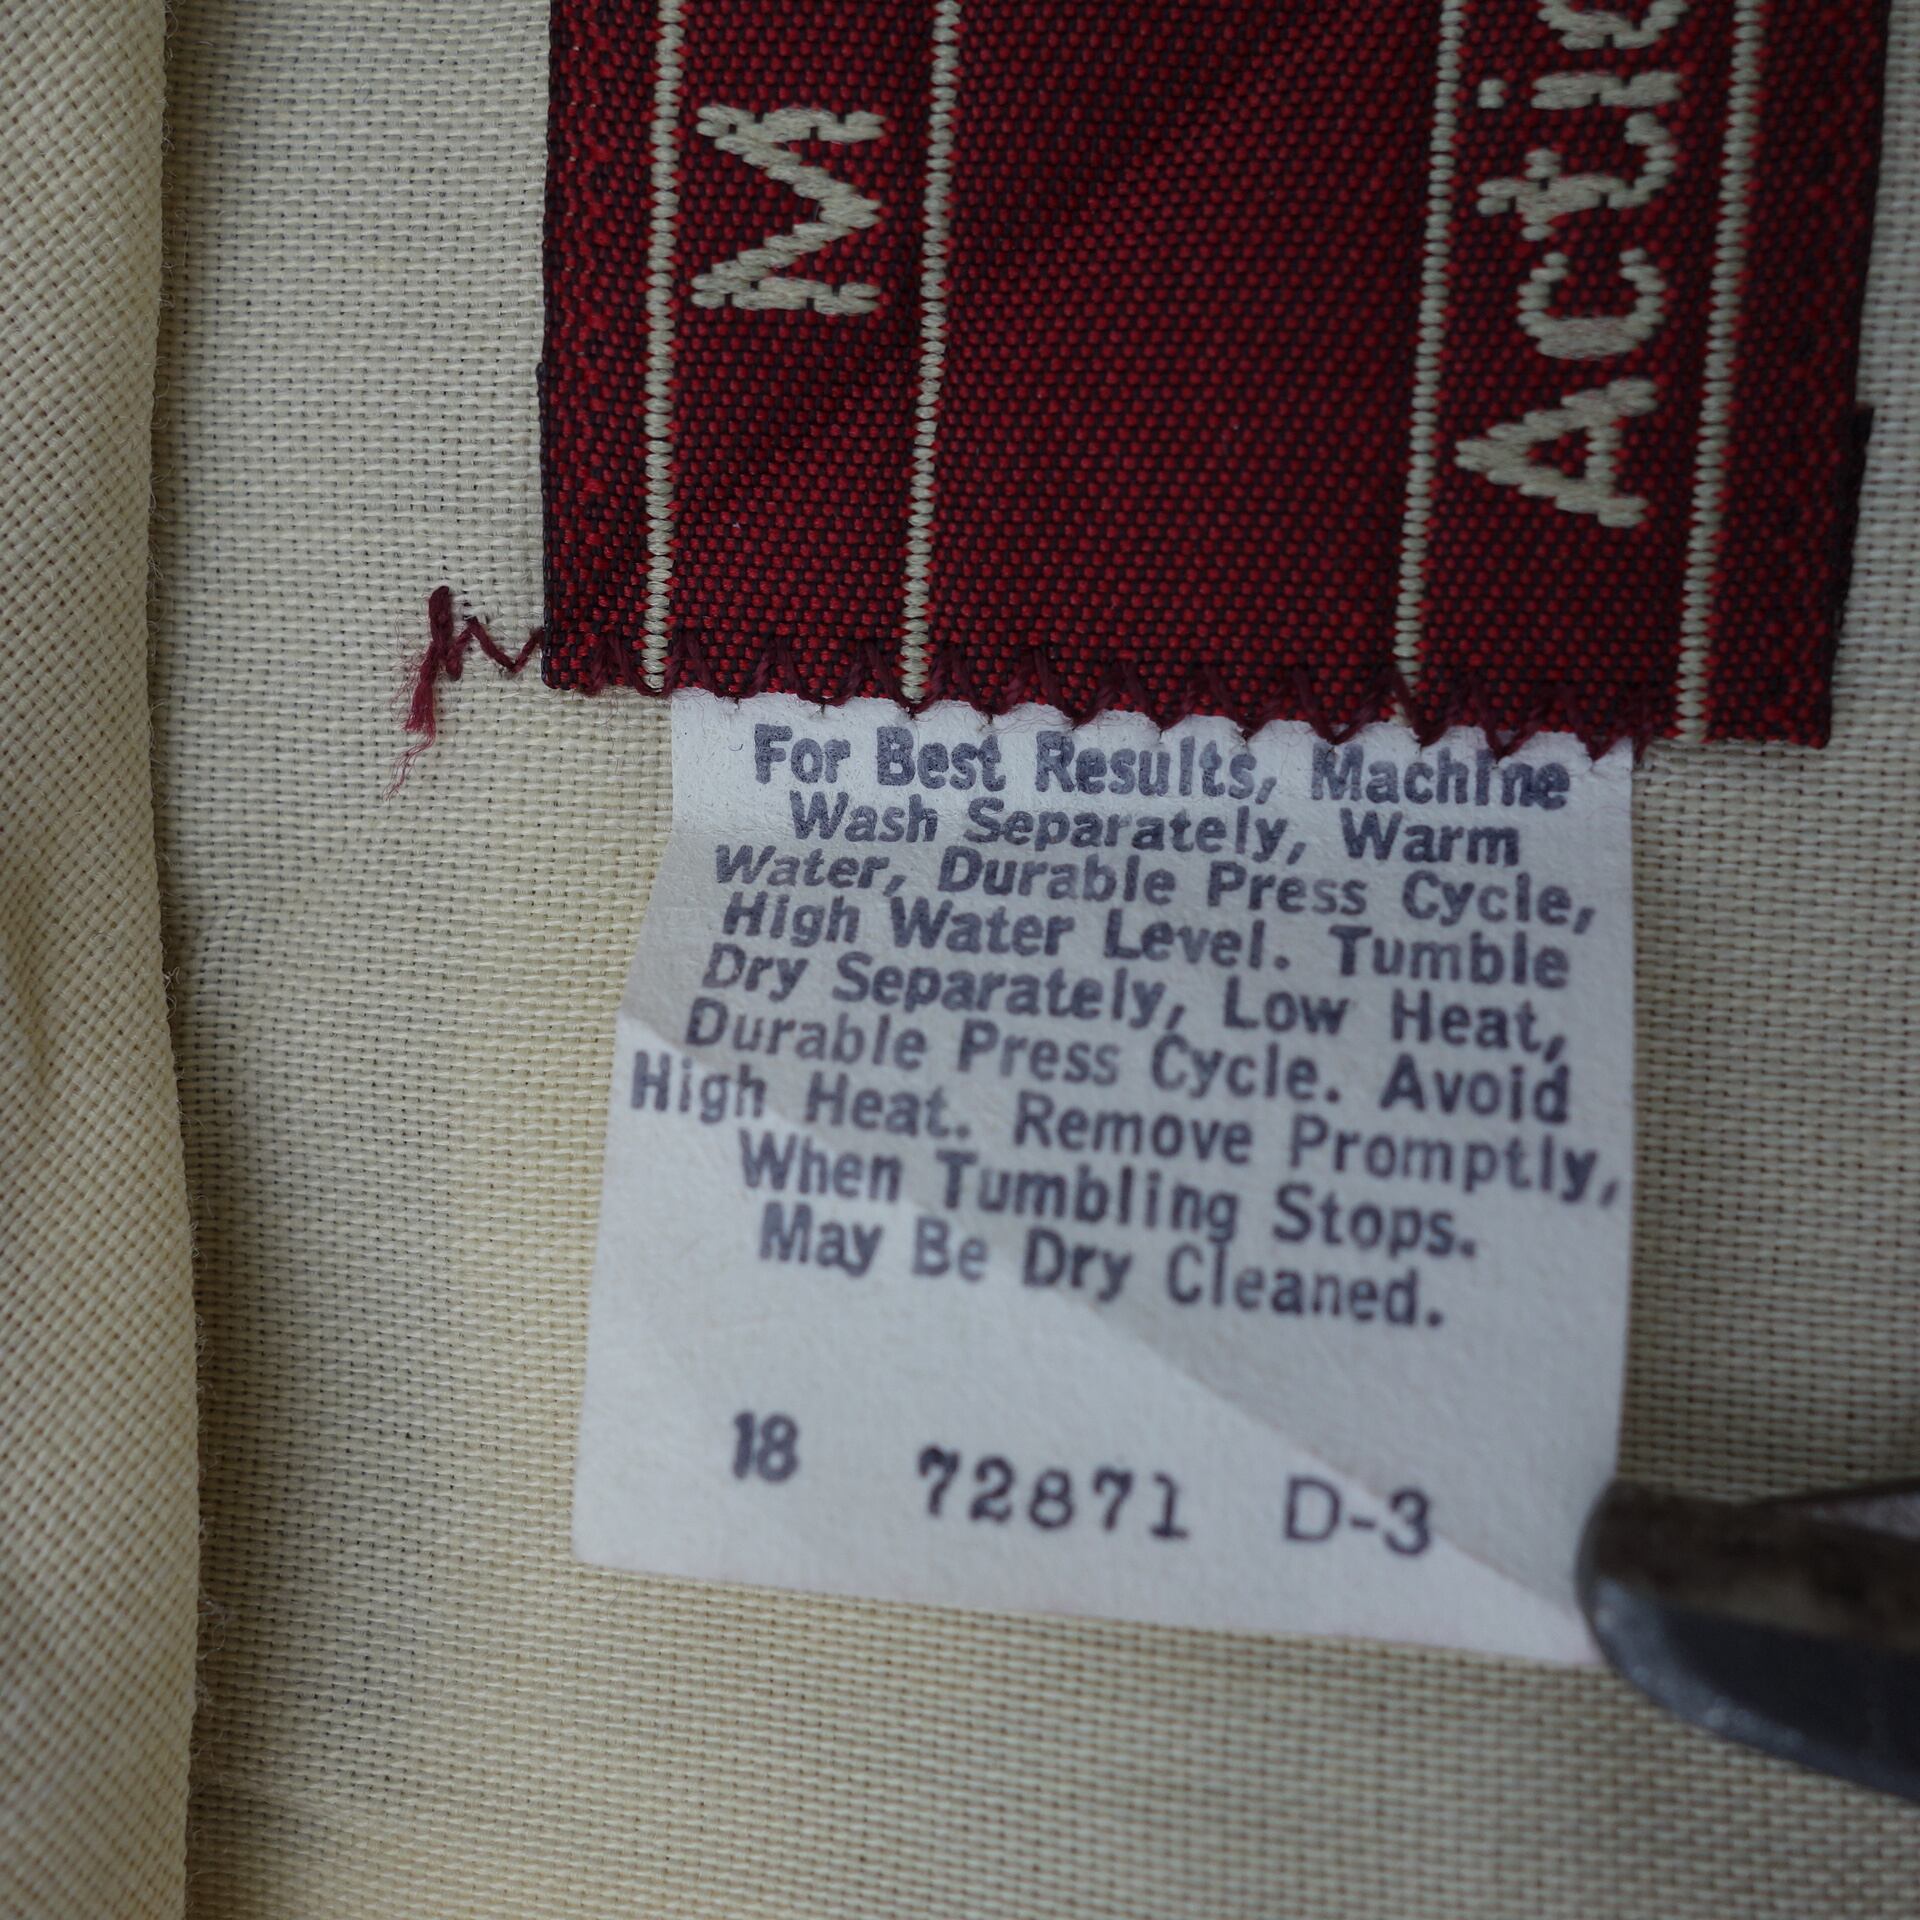 M
For Best Results, Machine
Wash Separately, Warm
Water, Durable Press Cycle,
High Water Level. Tumble
Dry Separately, Low Heat,
Durable Press Cycle. Avoid
High Heat. Remove Promptly,
When Tumbling Stops.
May Be Dry Cleaned.
18 72871 D-3